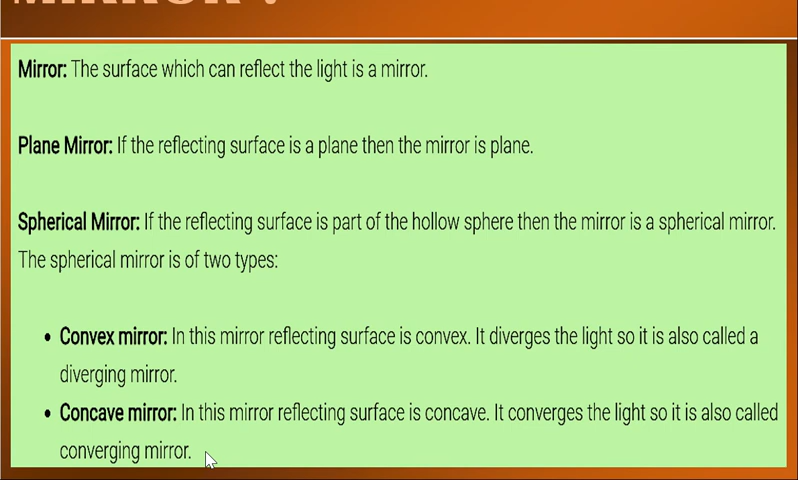 MIRROR ?
Mirror: The surface which can reflect the light is a mirror.
Plane Mirror: If the reflecting surface is a plane then the mirror is plane.
Spherical Mirror: If the reflecting surface is part of the hollow sphere then the mirror is a spherical mirror.
The spherical mirror is of two types:
• Convex mirror: In this mirror reflecting surface is convex. It diverges the light so it is also called a
diverging mirror.
• Concave mirror: In this mirror reflecting surface is concave. It converges the light so it is also called
converging mirror.